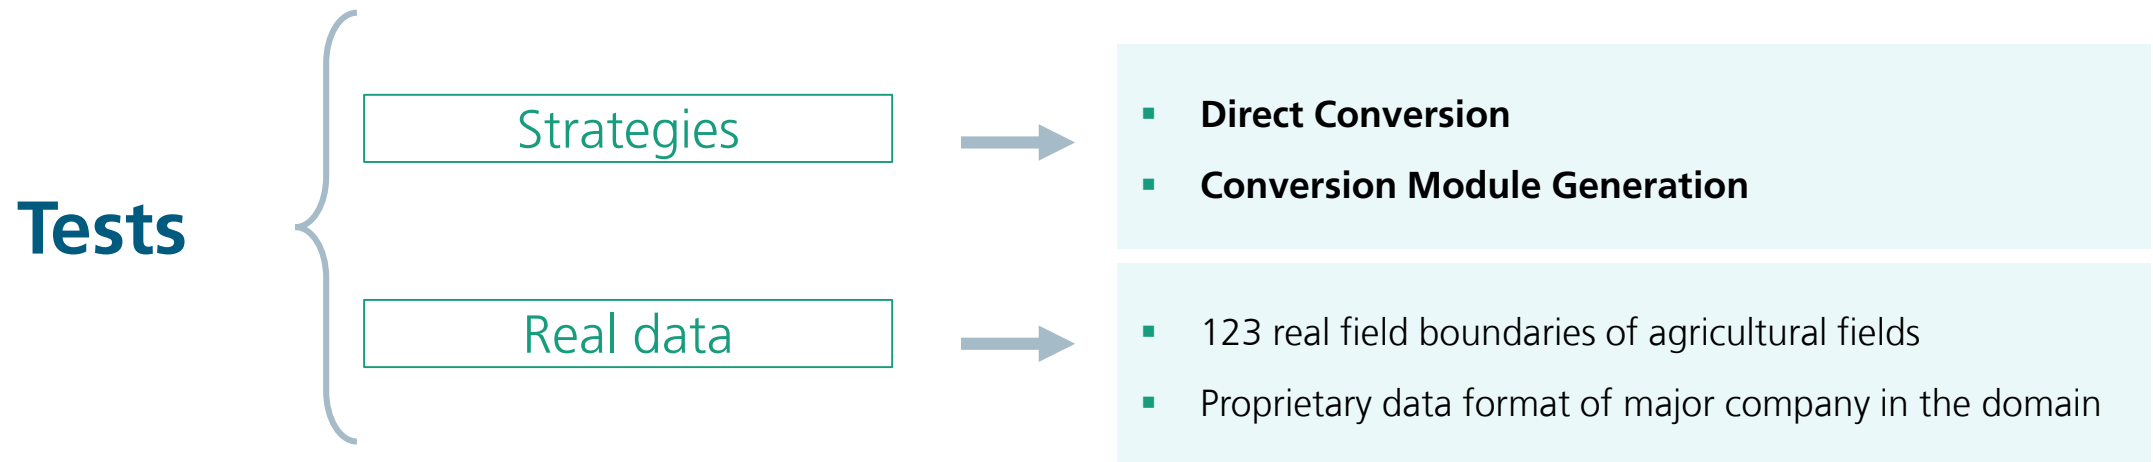 Tests
Strategies
Direct Conversion
Conversion Module Generation
Real data
123 real field boundaries of agricultural fields
Proprietary data format of major company in the domain